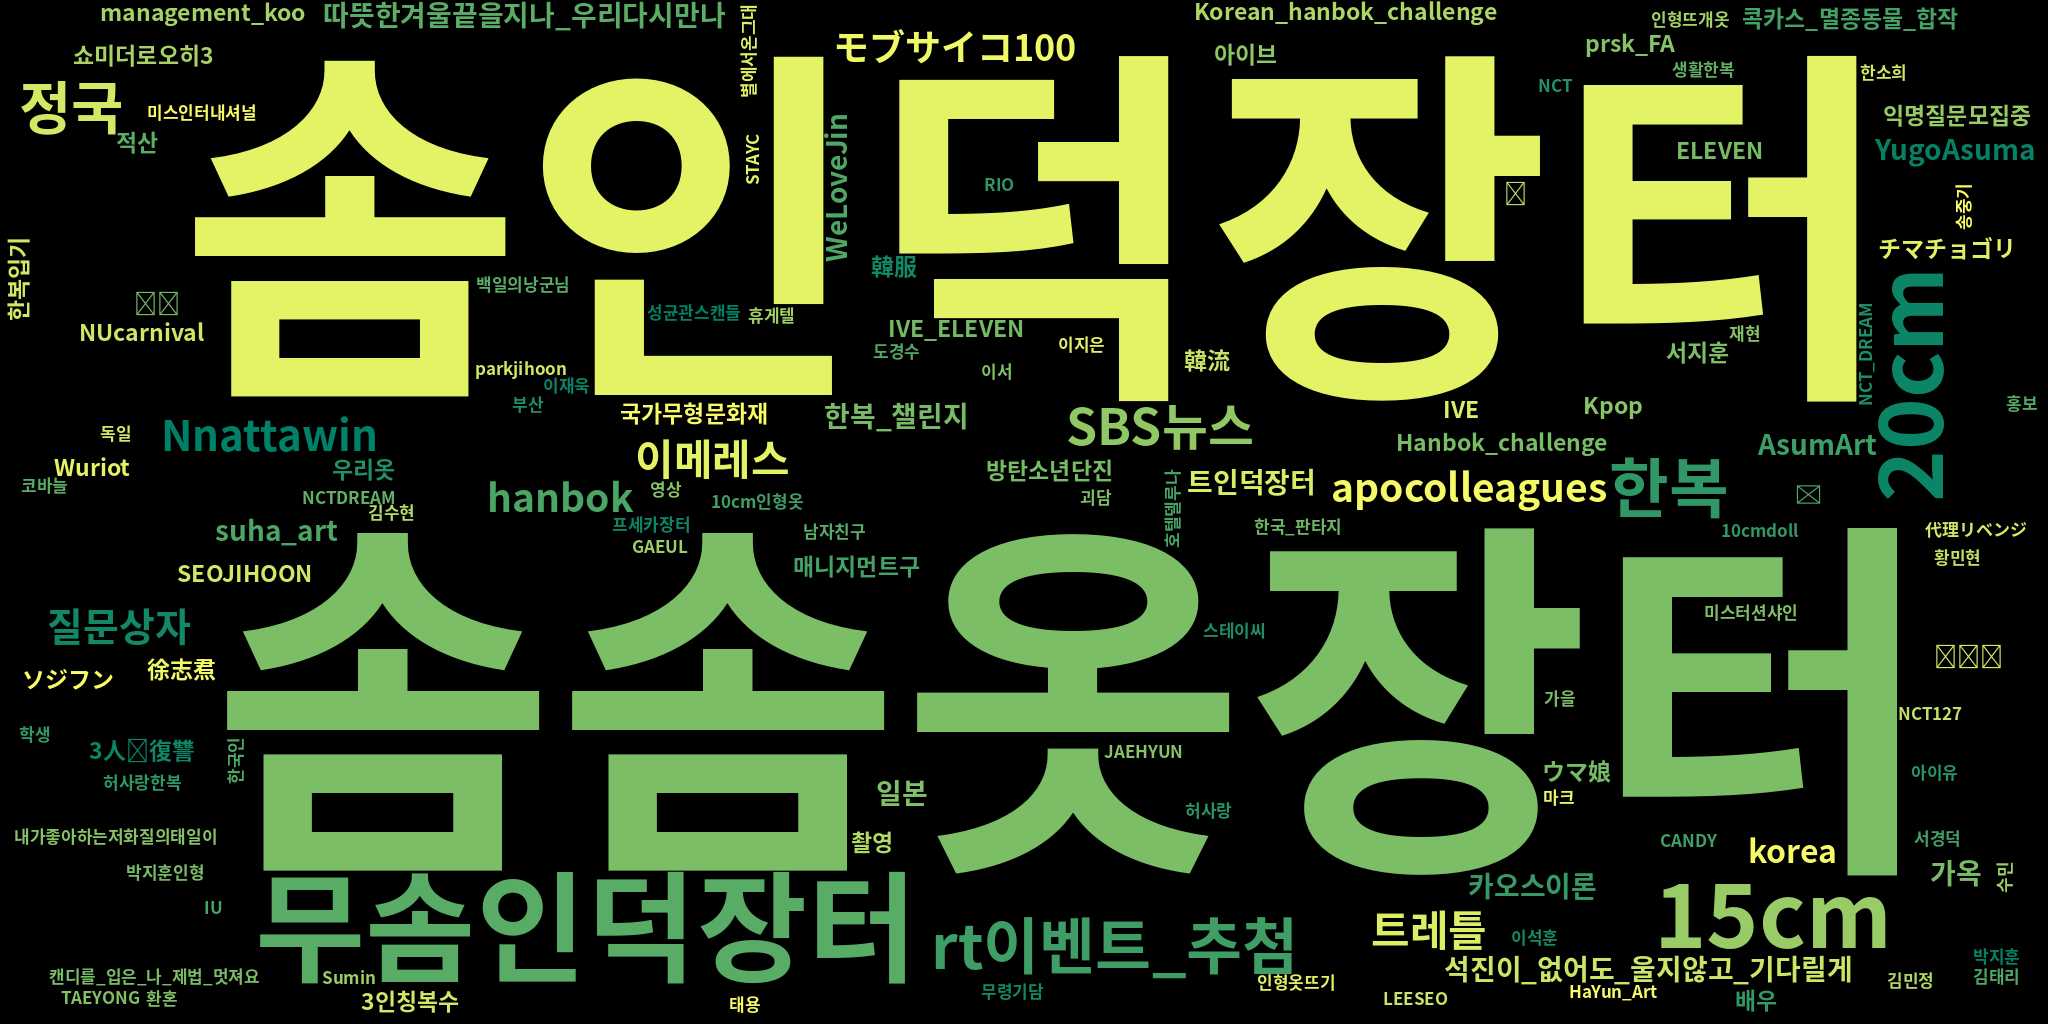 management_koo
따뜻한겨울끝을지나_우리다시만나
별에서온그대
Korean_hanbok_challenge
인형뜨개옷
콕카스_멸종동물_합작
쇼미더로오히3
モブサイコ100
아이브
prsk_FA
생활한복
한소희
정국
미스인터내셔널
적산
솜인덕장터
STAYC
WeLoveJin
RIO
NCT
ELEVEN
익명질문모집중
YugoAsuma
송중기
チマチョゴリ
한복입기
백일의낭군님
韓服
성균관스캔들
휴게텔
NUcarnival
IVE_ELEVEN
도경수
이지은
이서
韓流
서지훈
재현
NCT_DREAM
20cm
parkjihoon
이재욱
부산
국가무형문화재
한복_챌린지
SBS뉴스
IVE
Kpop
홍보
독일
Nnattawin
이메레스
Hanbok_challenge
AsumArt
Wuriot
우리옷
코바늘
NCTDREAM
김수현
hanbok
영상
10cm인형옷
방탄소년단진
괴담
호텔델루나
트인덕장터
apocolleagues
한복
suha_art
프세카장터
GAEUL
남자친구
한국_판타지
10cmdoll
代理リベンジ
황민현
SEOJIHOON
매니지먼트구
솜솜옷장터
질문상자
스테이씨
미스터션샤인
ソジフン
徐志焄
가을
NCT127
학생
한국인
허사랑한복
JAEHYUN
ウマ娘
마크
아이유
일본
허사랑
촬영
내가좋아하는저화질의태일이
CANDY
korea
서경덕
박지훈인형
가옥
수민
IU
무솜인덕장터
rt이벤트_추첨
카오스이론
트레틀
15cm
이석훈
박지훈
캔디를_입은_나_제법_멋져요
Sumin
석진이_없어도_울지않고_기다릴게
김민정
김태리
TAEYONG
환혼
3인칭복수
태용
무령기담
인형옷뜨기
LEESEO
HaYun_Art
배우